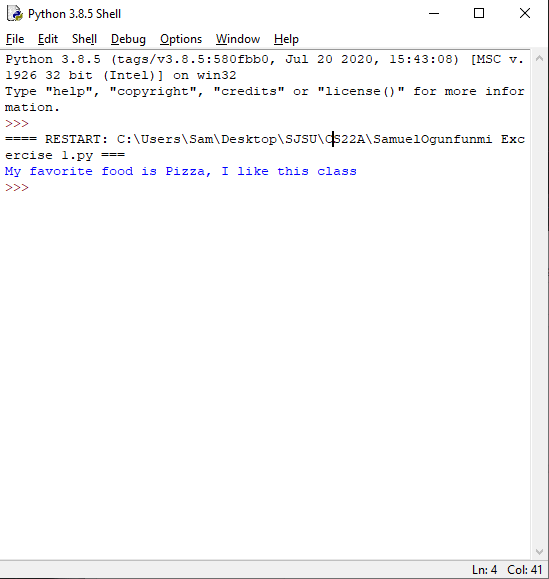 Python 3.8.5 Shell
File Edit Shell Debug Options Window Help
Python 3.8.5 (tags/v3.8.5:580fbb0, Jul 20 2020, 15:43:08) [MSC v.
1926 32 bit (Intel)] on win32
Type "help", "copyright", "credits" or "license()" for more infor
mation.
>>>
==== RESTART: C:\Users\Sam\Desktop\SJSU\CS22A\SamuelOgunfunmi Exc
ercise 1.py ===
My favorite food is Pizza, I like this class
>>>
Ln: 4 Col: 41